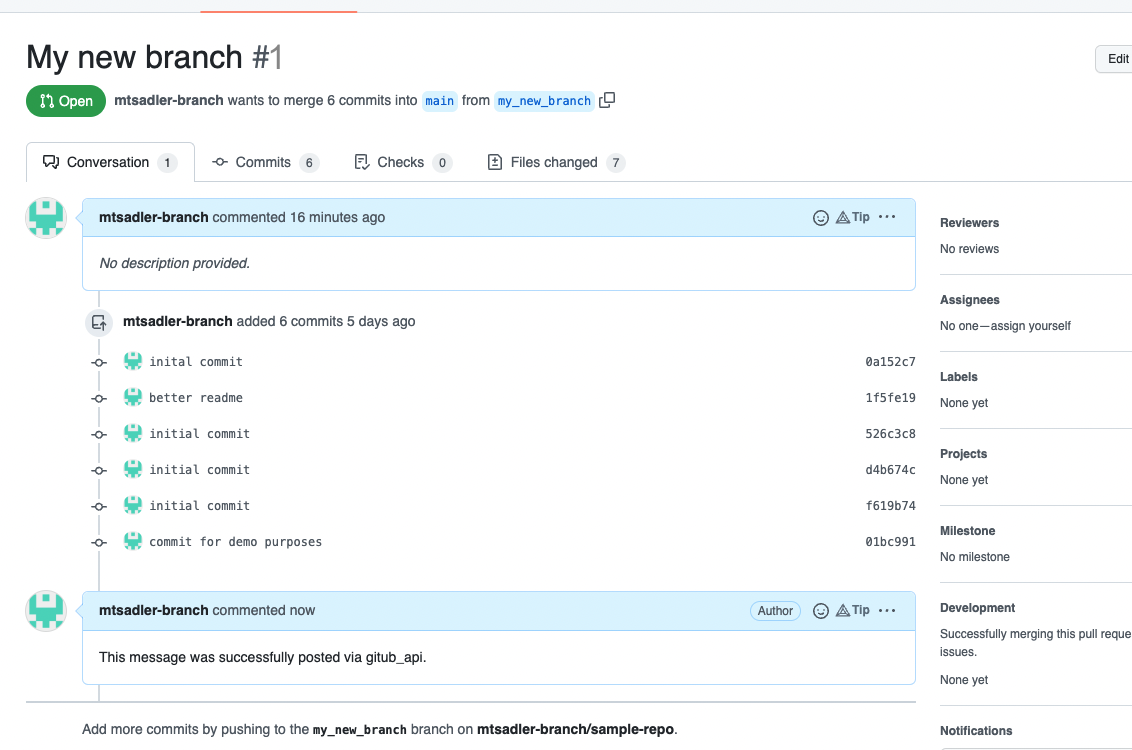 My new branch #1
Edit
Open
mtsadler-branch wants to merge 6 commits into main from my_new_branch
Conversation 1
Commits 6
Checks 0
Files changed 7
mtsadler-branch commented 16 minutes ago
Tip
No description provided.
mtsadler-branch added 6 commits 5 days ago
inital commit 0a152c7
better readme 1f5fe19
initial commit 526c3c8
initial commit d4b674c
initial commit f619b74
commit for demo purposes 01bc991
mtsadler-branch commented now
Author
Tip
This message was successfully posted via gitub_api.
Add more commits by pushing to the my_new_branch branch on mtsadler-branch/sample-repo.
Reviewers
No reviews
Assignees
No one—assign yourself
Labels
None yet
Projects
None yet
Milestone
No milestone
Development
Successfully merging this pull reque
issues.
None yet
Notifications